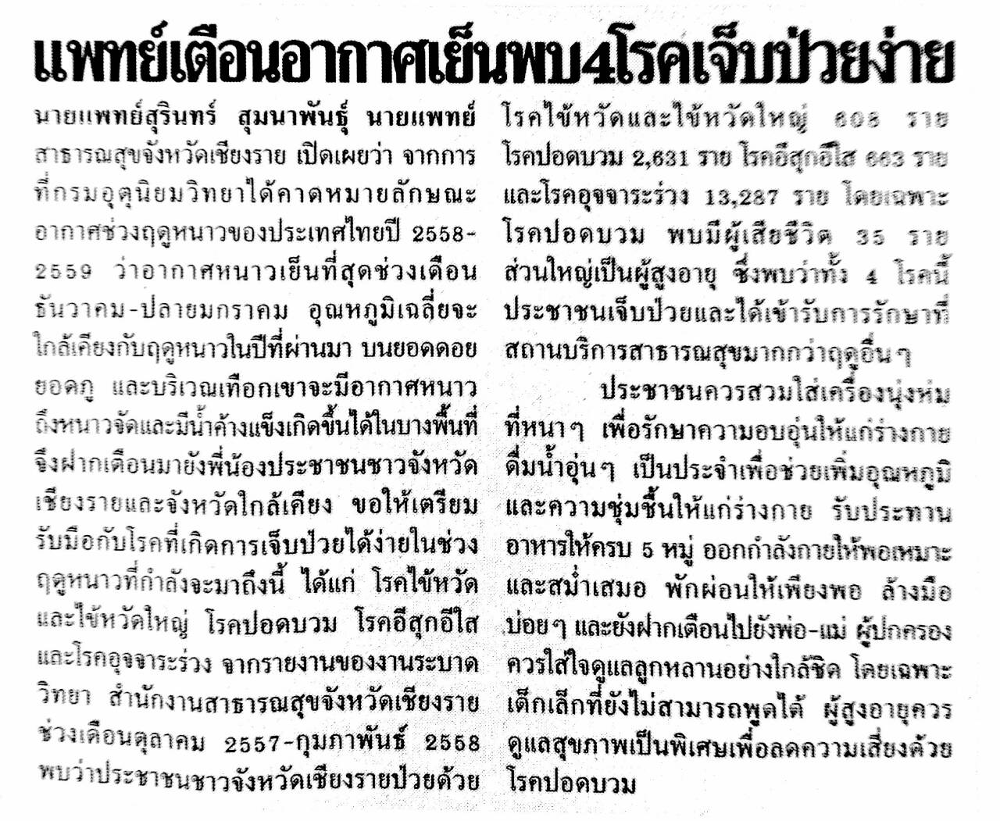 แพทย์เตือนอากาศเย็นพบ4โรคเจ็บป่วยง่าย
นายแพทย์สุรินทร์ สุมนาพันธุ์ นายแพทย์
สาธารณสุขจังหวัดเชียงราย เปิดเผยว่า จากการ
ที่กรมอุตุนิยมวิทยาได้คาดหมายลักษณะ
อากาศช่วงฤดูหนาวของประเทศไทยปี 2558-
2559 ว่าอากาศหนาวเย็นที่สุดช่วงเดือน
ธันวาคม-ปลายมกราคม อุณหภูมิเฉลี่ยจะ
ใกล้เคียงกับฤดูหนาวในปีที่ผ่านมา บนยอดดอย
ยอดภู และบริเวณเทือกเขาจะมีอากาศหนาว
ถึงหนาวจัดและมีน้ำค้างแข็งเกิดขึ้นได้ในบางพื้นที่
จึงฝากเตือนมายังพี่น้องประชาชนชาวจังหวัด
เชียงรายและจังหวัดใกล้เคียง ขอให้เตรียม
รับมือกับโรคที่เกิดการเจ็บป่วยได้ง่ายในช่วง
ฤดูหนาวที่กำลังจะมาถึงนี้ ได้แก่ โรคไข้หวัด
และไข้หวัดใหญ่ โรคปอดบวม โรคอีสุกอีใส
และโรคอุจจาระร่วง จากรายงานของงานระบาด
วิทยา สำนักงานสาธารณสุขจังหวัดเชียงราย
ช่วงเดือนตุลาคม 2557-กุมภาพันธ์ 2558
พบว่าประชาชนชาวจังหวัดเชียงรายป่วยด้วย
โรคไข้หวัดและไข้หวัดใหญ่ 608 ราย
โรคปอดบวม 2,631 ราย โรคอีสุกอีใส 663 ราย
และโรคอุจจาระร่วง 13,287 ราย โดยเฉพาะ
โรคปอดบวม พบมีผู้เสียชีวิต 35 ราย
ส่วนใหญ่เป็นผู้สูงอายุ ซึ่งพบว่าทั้ง 4 โรคนี้
ประชาชนเจ็บป่วยและได้เข้ารับการรักษาที่
สถานบริการสาธารณสุขมากกว่าฤดูอื่นๆ
ประชาชนควรสวมใส่เครื่องนุ่งห่ม
ที่หนาๆ เพื่อรักษาความอบอุ่นให้แก่ร่างกาย
ดื่มน้ำอุ่นๆ เป็นประจำเพื่อช่วยเพิ่มอุณหภูมิ
และความชุ่มชื้นให้แก่ร่างกาย รับประทาน
อาหารให้ครบ 5 หมู่ ออกกำลังกายให้พอเหมาะ
และสม่ำเสมอ พักผ่อนให้เพียงพอ ล้างมือ
บ่อยๆ และยังฝากเตือนไปยังพ่อ-แม่ ผู้ปกครอง
ควรใส่ใจดูแลลูกหลานอย่างใกล้ชิด โดยเฉพาะ
เด็กเล็กที่ยังไม่สามารถพูดได้ ผู้สูงอายุควร
ดูแลสุขภาพเป็นพิเศษเพื่อลดความเสี่ยงด้วย
โรคปอดบวม